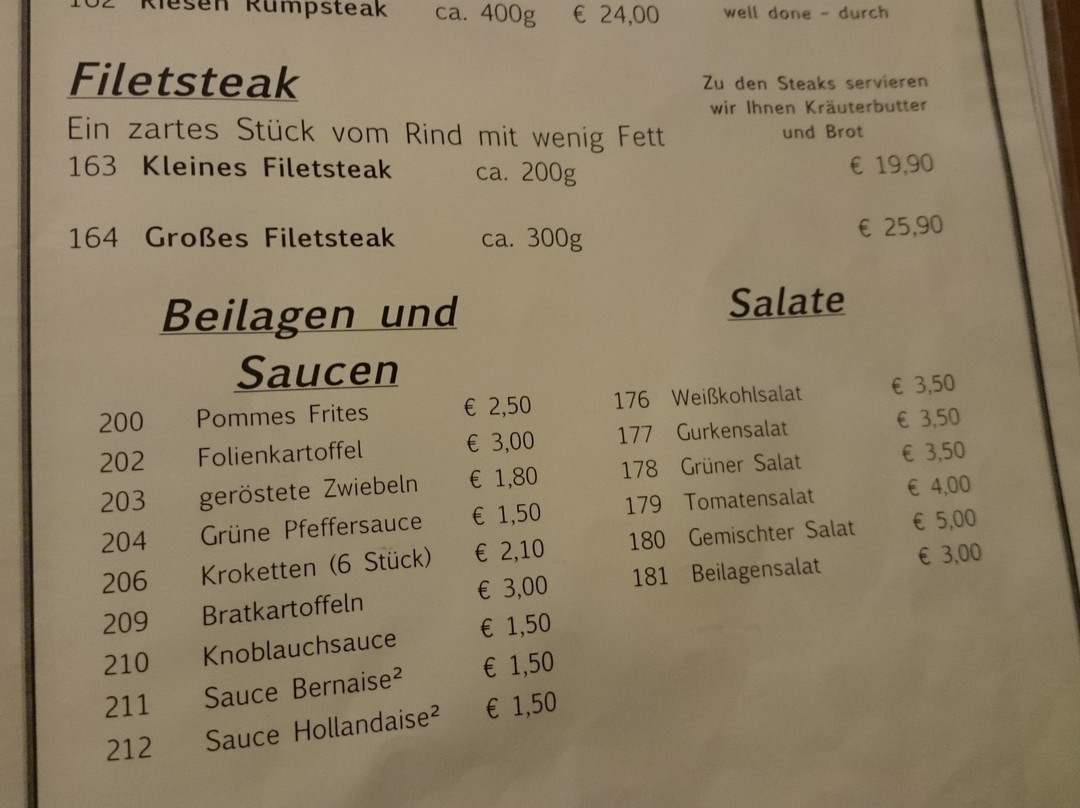 162 Riesen Rumpsteak ca. 400g € 24,00
well done - durch
Filetsteak
Ein zartes Stück vom Rind mit wenig Fett
163 Kleines Filetsteak ca. 200g € 19,90
164 Großes Filetsteak ca. 300g € 25,90
Zu den Steaks servieren
wir Ihnen Kräuterbutter
und Brot
Beilagen und
Saucen
200 Pommes Frites € 2,50
202 Folienkartoffel € 3,00
203 geröstete Zwiebeln € 1,80
204 Grüne Pfeffersauce € 1,50
206 Kroketten (6 Stück) € 2,10
209 Bratkartoffeln € 3,00
210 Knoblauchsauce € 1,50
211 Sauce Bernaise² € 1,50
212 Sauce Hollandaise² € 1,50
Salate
176 Weißkohlsalat € 3,50
177 Gurkensalat € 3,50
178 Grüner Salat € 3,50
179 Tomatensalat € 4,00
180 Gemischter Salat € 5,00
181 Beilagensalat € 3,00